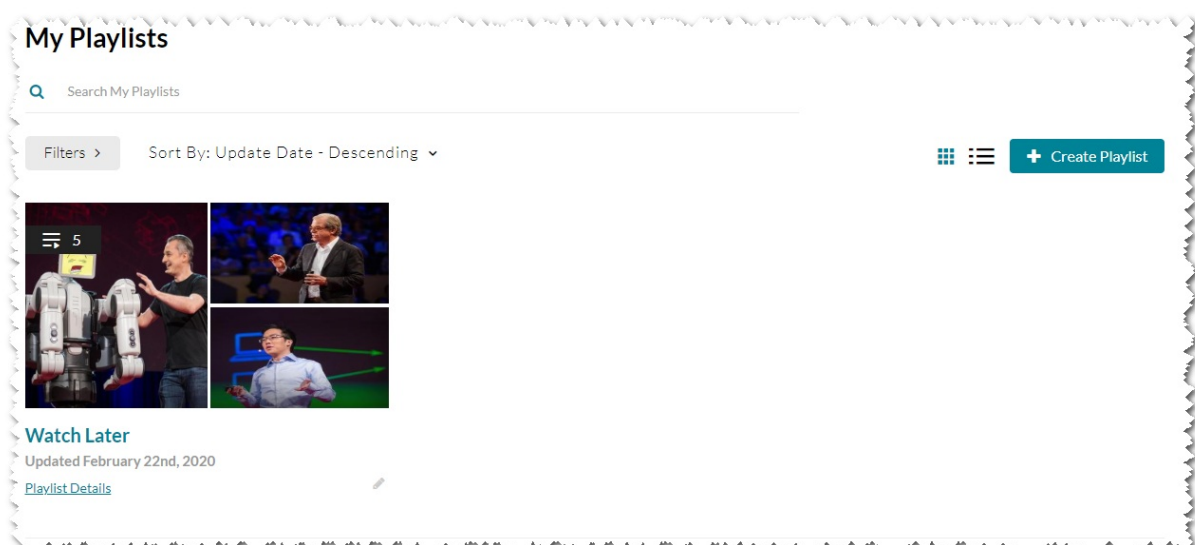 My Playlists
Search My Playlists
Filters >
Sort By: Update Date - Descending
+ Create Playlist
5
Watch Later
Updated February 22nd, 2020
Playlist Details